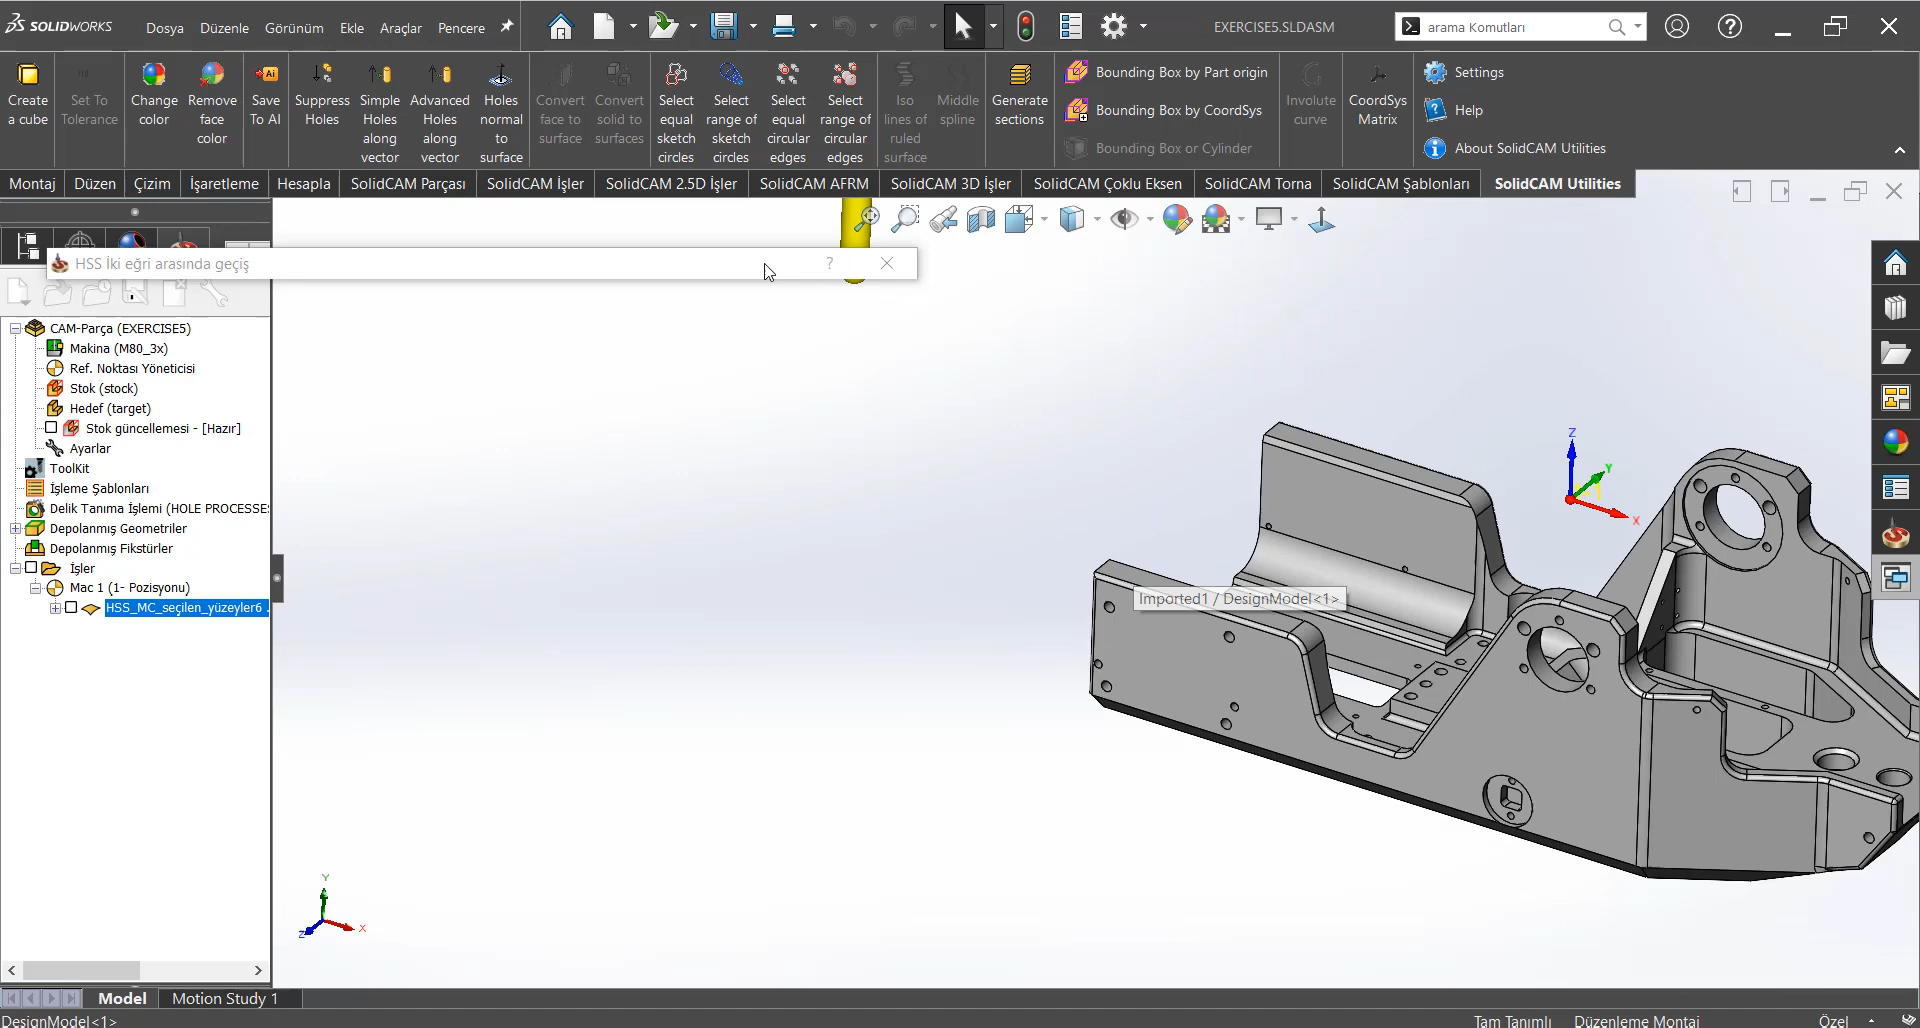 SOLIDWORKS
Dosya Düzenle Görünüm Ekle Araçlar Pencere
EXERCISE5.SLDASM
arama Komutları
Create a cube
Set To Tolerance
Change color
Remove face color
Ai
Save To AI
Suppress Holes
Simple Holes along vector
Advanced Holes along vector
Holes normal to surface
Convert face to surface
Convert solid to surfaces
Select equal sketch circles
Select range of sketch circles
Select equal circular edges
Select range of circular edges
Iso lines of ruled surface
Middle spline
Generate sections
Bounding Box by Part origin
Bounding Box by CoordSys
Bounding Box or Cylinder
Involute curve
CoordSys Matrix
Settings
Help
About SolidCAM Utilities
Montaj Düzen Çizim İşaretleme Hesapla SolidCAM Parçası SolidCAM İşler SolidCAM 2.5D İşler SolidCAM AFRM SolidCAM 3D İşler SolidCAM Çoklu Eksen SolidCAM Torna SolidCAM Şablonları SolidCAM Utilities
HSS İki eğri arasında geçiş
CAM-Parça (EXERCISE5)
Makina (M80_3x)
Ref. Noktası Yöneticisi
Stok (stock)
Hedef (target)
Stok güncellemesi - [Hazır]
Ayarlar
ToolKit
İşleme Şablonları
Delik Tanıma İşlemi (HOLE PROCESSE
Depolanmış Geometriler
Depolanmış Fikstürler
İşler
Mac 1 (1- Pozisyonu)
HSS_MC_seçilen_yüzeyler6 .
Z
Y
X
Imported1 / DesignModel<1>
Y
X
Z
Model Motion Study 1
DesignModel<1>
Tam Tanımlı Düzenleme Montaj Özel